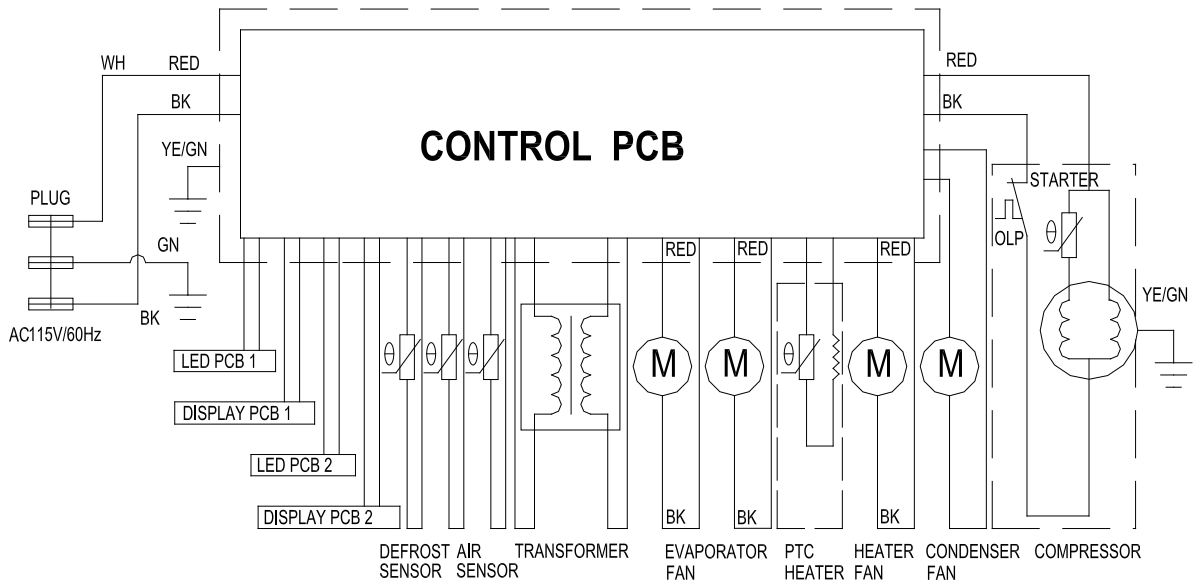 WH RED
RED
BK
BK
CONTROL PCB
YE/GN
PLUG
STARTER
OLP
GN
RED
RED
RED
YE/GN
BK
AC115V/60Hz
θ
LED PCB 1
θ
θ
θ
M
M
θ
M
M
DISPLAY PCB 1
LED PCB 2
DISPLAY PCB 2
BK
BK
BK
DEFROST SENSOR
AIR SENSOR
TRANSFORMER
EVAPORATOR FAN
PTC HEATER
HEATER FAN
CONDENSER FAN
COMPRESSOR